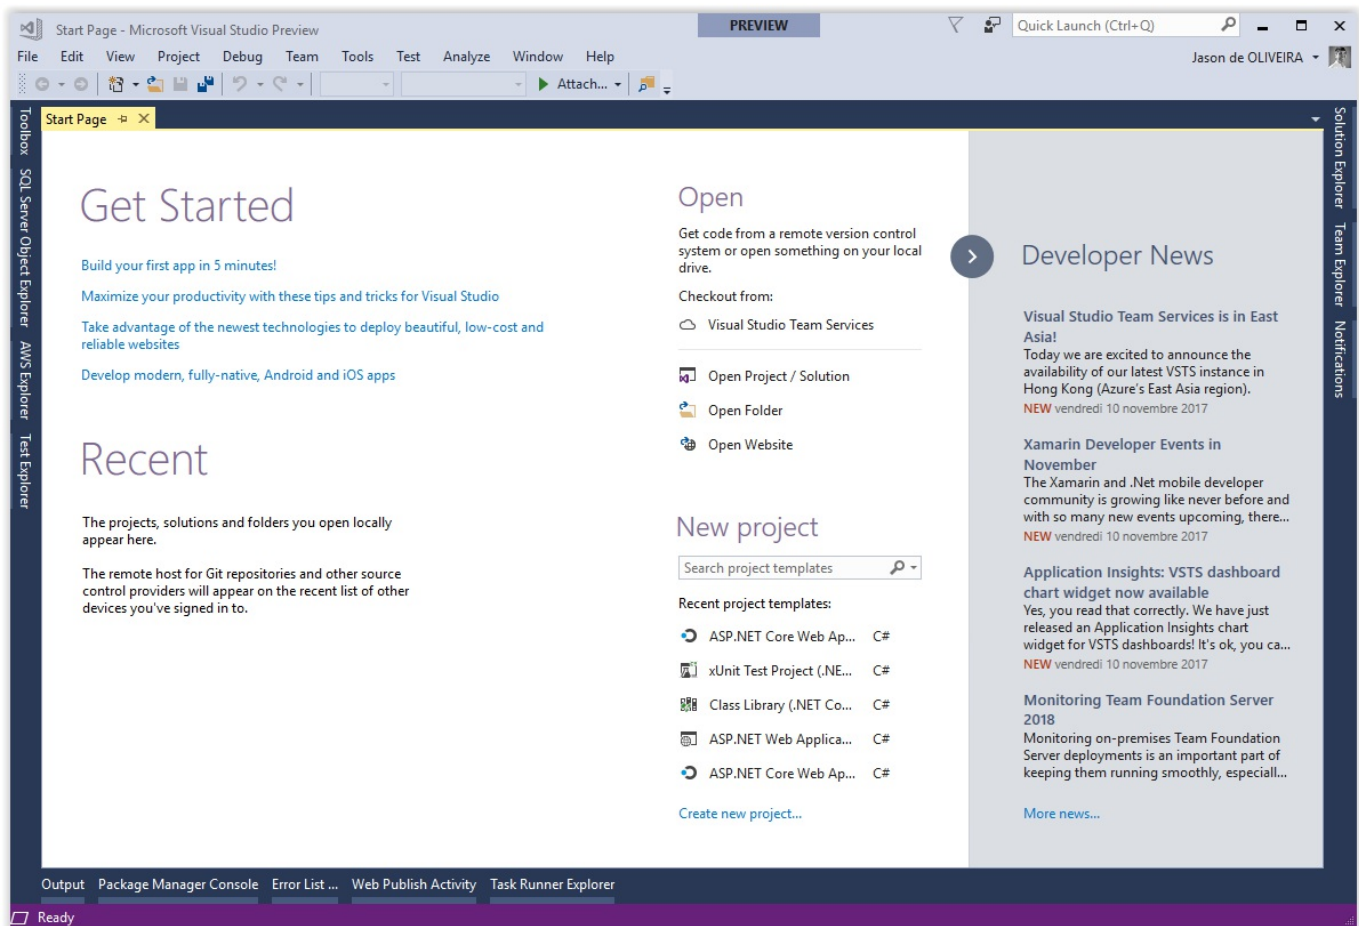 Start Page - Microsoft Visual Studio Preview
PREVIEW
Quick Launch (Ctrl+Q)
File Edit View Project Debug Team Tools Test Analyze Window Help
Jason de OLIVEIRA
Attach...
Toolbox
SQL Server Object Explorer
AWS Explorer
Test Explorer
Start Page
Get Started
Build your first app in 5 minutes!
Maximize your productivity with these tips and tricks for Visual Studio
Take advantage of the newest technologies to deploy beautiful, low-cost and
reliable websites
Develop modern, fully-native, Android and iOS apps
Recent
The projects, solutions and folders you open locally
appear here.
The remote host for Git repositories and other source
control providers will appear on the recent list of other
devices you've signed in to.
Open
Get code from a remote version control
system or open something on your local
drive.
Checkout from:
Visual Studio Team Services
Open Project / Solution
Open Folder
Open Website
New project
Search project templates
Recent project templates:
ASP.NET Core Web Ap... C#
xUnit Test Project (.NE... C#
Class Library (.NET Co... C#
ASP.NET Web Applica... C#
ASP.NET Core Web Ap... C#
Create new project...
Developer News
Visual Studio Team Services is in East
Asia!
Today we are excited to announce the
availability of our latest VSTS instance in
Hong Kong (Azure's East Asia region).
NEW vendredi 10 novembre 2017
Xamarin Developer Events in
November
The Xamarin and .Net mobile developer
community is growing like never before and
with so many new events upcoming, there...
NEW vendredi 10 novembre 2017
Application Insights: VSTS dashboard
chart widget now available
Yes, you read that correctly. We have just
released an Application Insights chart
widget for VSTS dashboards! It's ok, you ca...
NEW vendredi 10 novembre 2017
Monitoring Team Foundation Server
2018
Monitoring on-premises Team Foundation
Server deployments is an important part of
keeping them running smoothly, especiall...
More news...
Solution Explorer
Team Explorer
Notifications
Output Package Manager Console Error List ... Web Publish Activity Task Runner Explorer
Ready